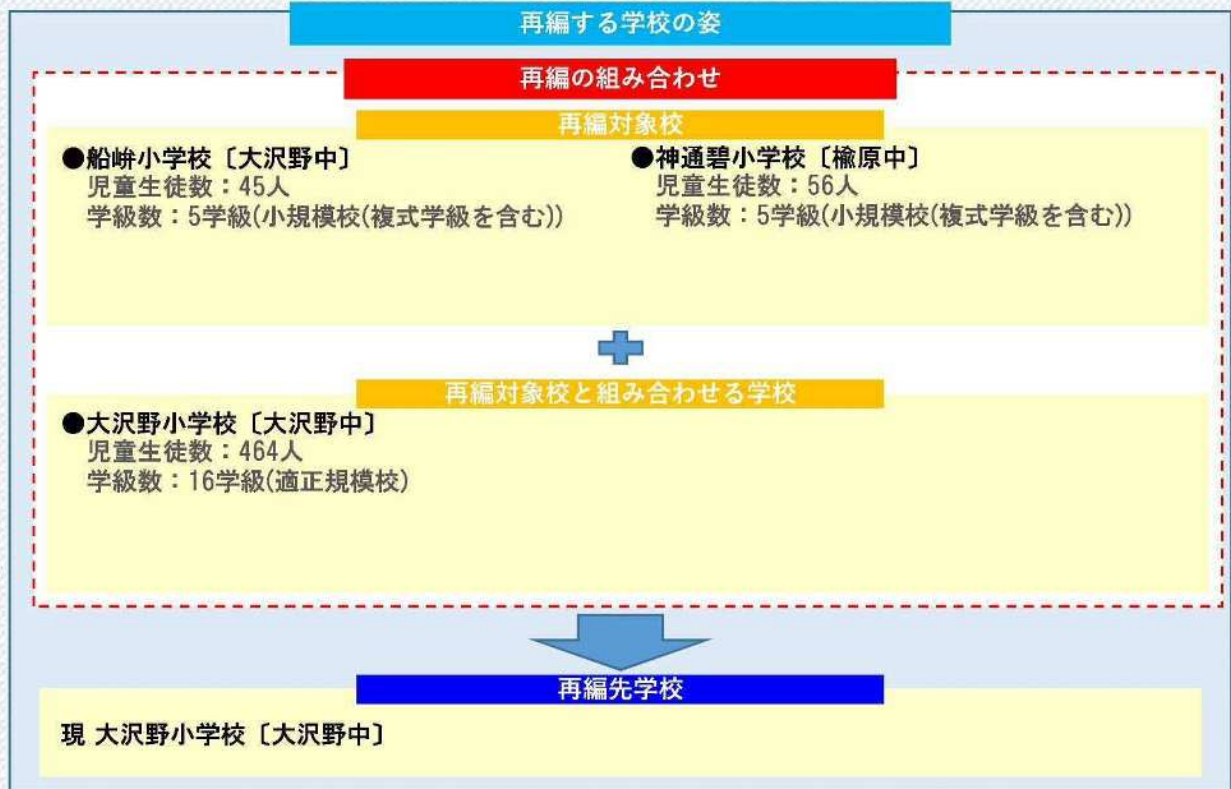 再編する学校の姿
再編の組み合わせ
再編対象校
●船峅小学校〔大沢野中〕
児童生徒数：45人
学級数：5学級(小規模校(複式学級を含む))
●神通碧小学校〔楡原中〕
児童生徒数：56人
学級数：5学級(小規模校(複式学級を含む))
再編対象校と組み合わせる学校
●大沢野小学校〔大沢野中〕
児童生徒数：464人
学級数：16学級(適正規模校)
再編先学校
現 大沢野小学校〔大沢野中〕